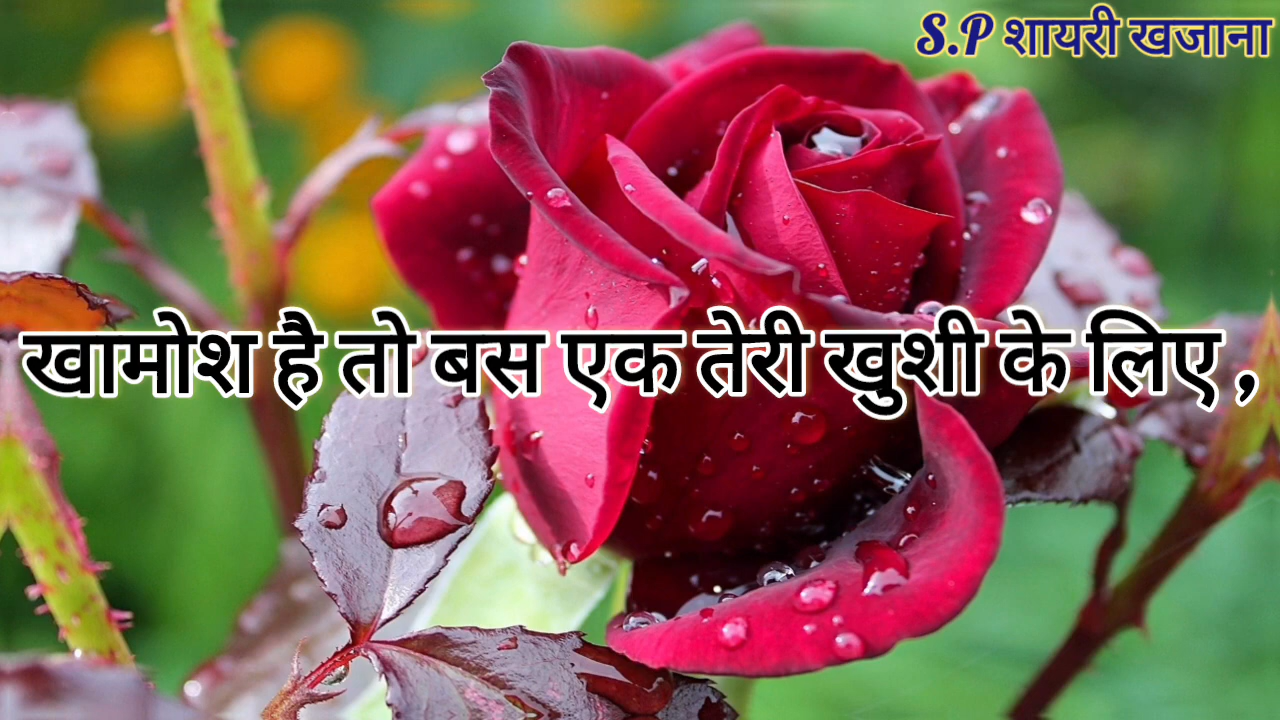 S.P शायरी खजाना
खामोश है तो बस एक तेरी खुशी के लिए ,